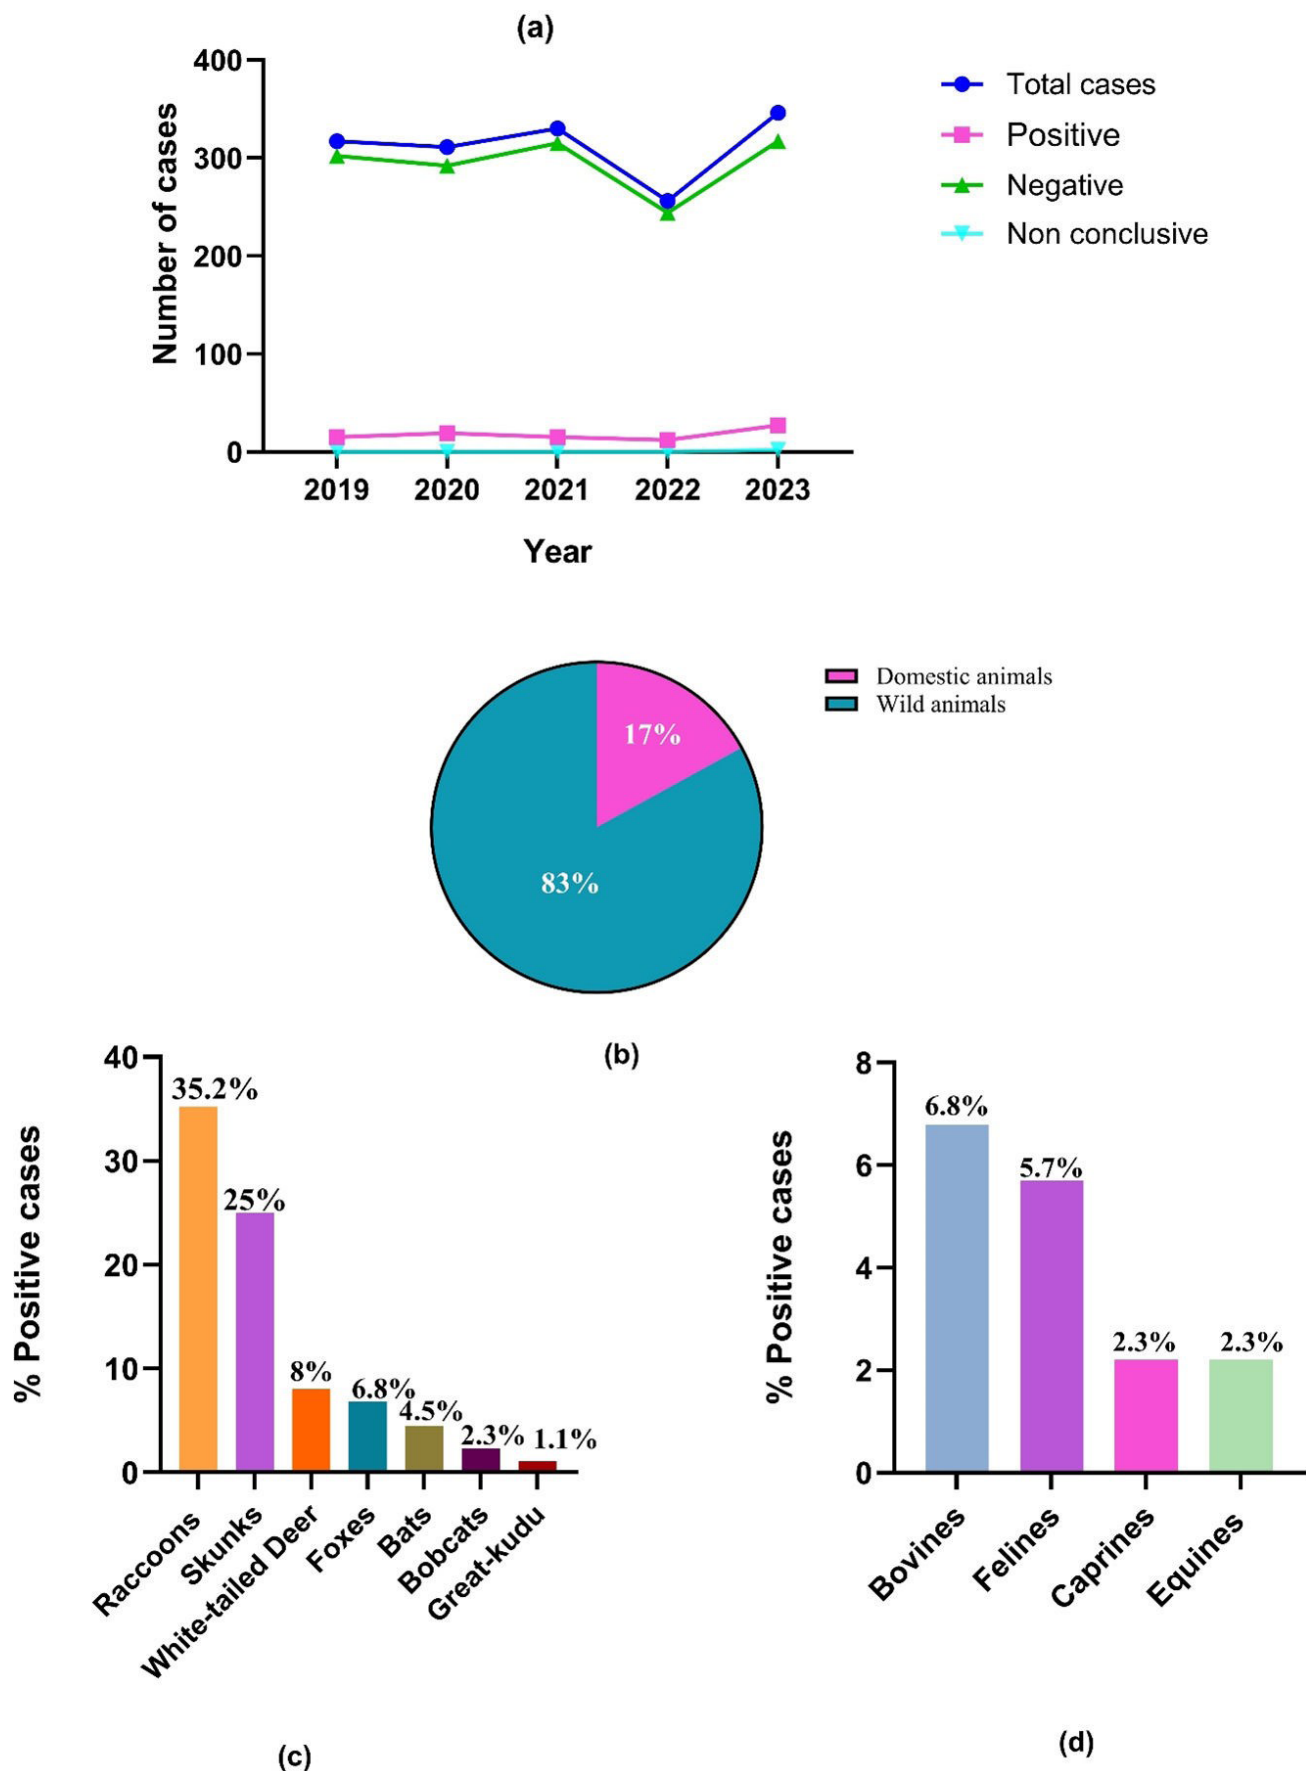 (a)
400
300
200
100
0
Number of cases
2019 2020 2021 2022 2023
Year
Total cases
Positive
Negative
Non conclusive
17%
83%
Domestic animals
Wild animals
(b)
40
30
20
10
0
% Positive cases
35.2%
25%
8%
6.8%
4.5%
2.3%
1.1%
Raccoons
Skunks
White-tailed Deer
Foxes
Bats
Bobcats
Great-kudu
(c)
8
6
4
2
0
% Positive cases
6.8%
5.7%
2.3%
2.3%
Bovines
Felines
Caprines
Equines
(d)